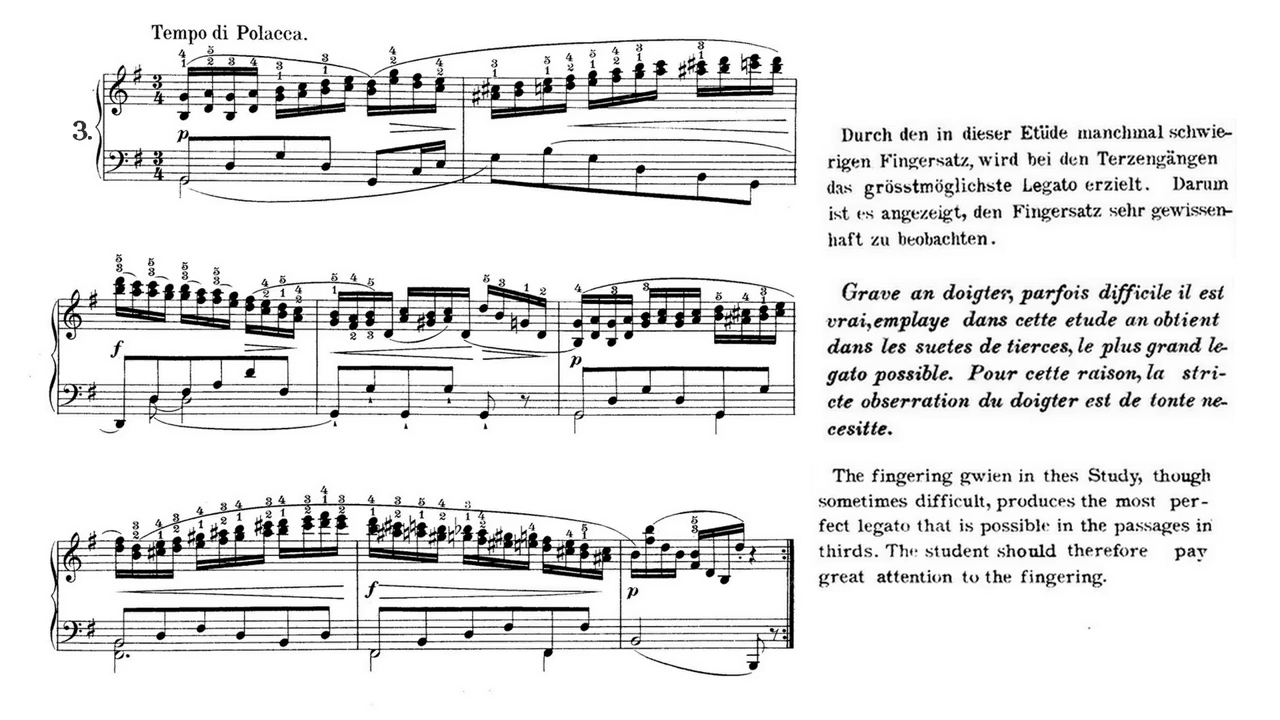 Tempo di Polacca.
3.
p
Durch den in dieser Etüde manchmal schwie-
rigen Fingersatz, wird bei den Terzengängen
das grösstmöglichste Legato erzielt. Darum
ist es angezeigt, den Fingersatz sehr gewissen-
haft zu beobachten.
f
p
Grave an doigter, parfois difficile il est
vrai, employe dans cette etude an obtient
dans les suetes de tierces, le plus grand le-
gato possible. Pour cette raison, la stri-
cte obserration du doigter est de tonte ne-
cesitte.
f
p
The fingering gwien in thes Study, though
sometimes difficult, produces the most per-
fect legato that is possible in the passages in
thirds. The student should therefore pay
great attention to the fingering.